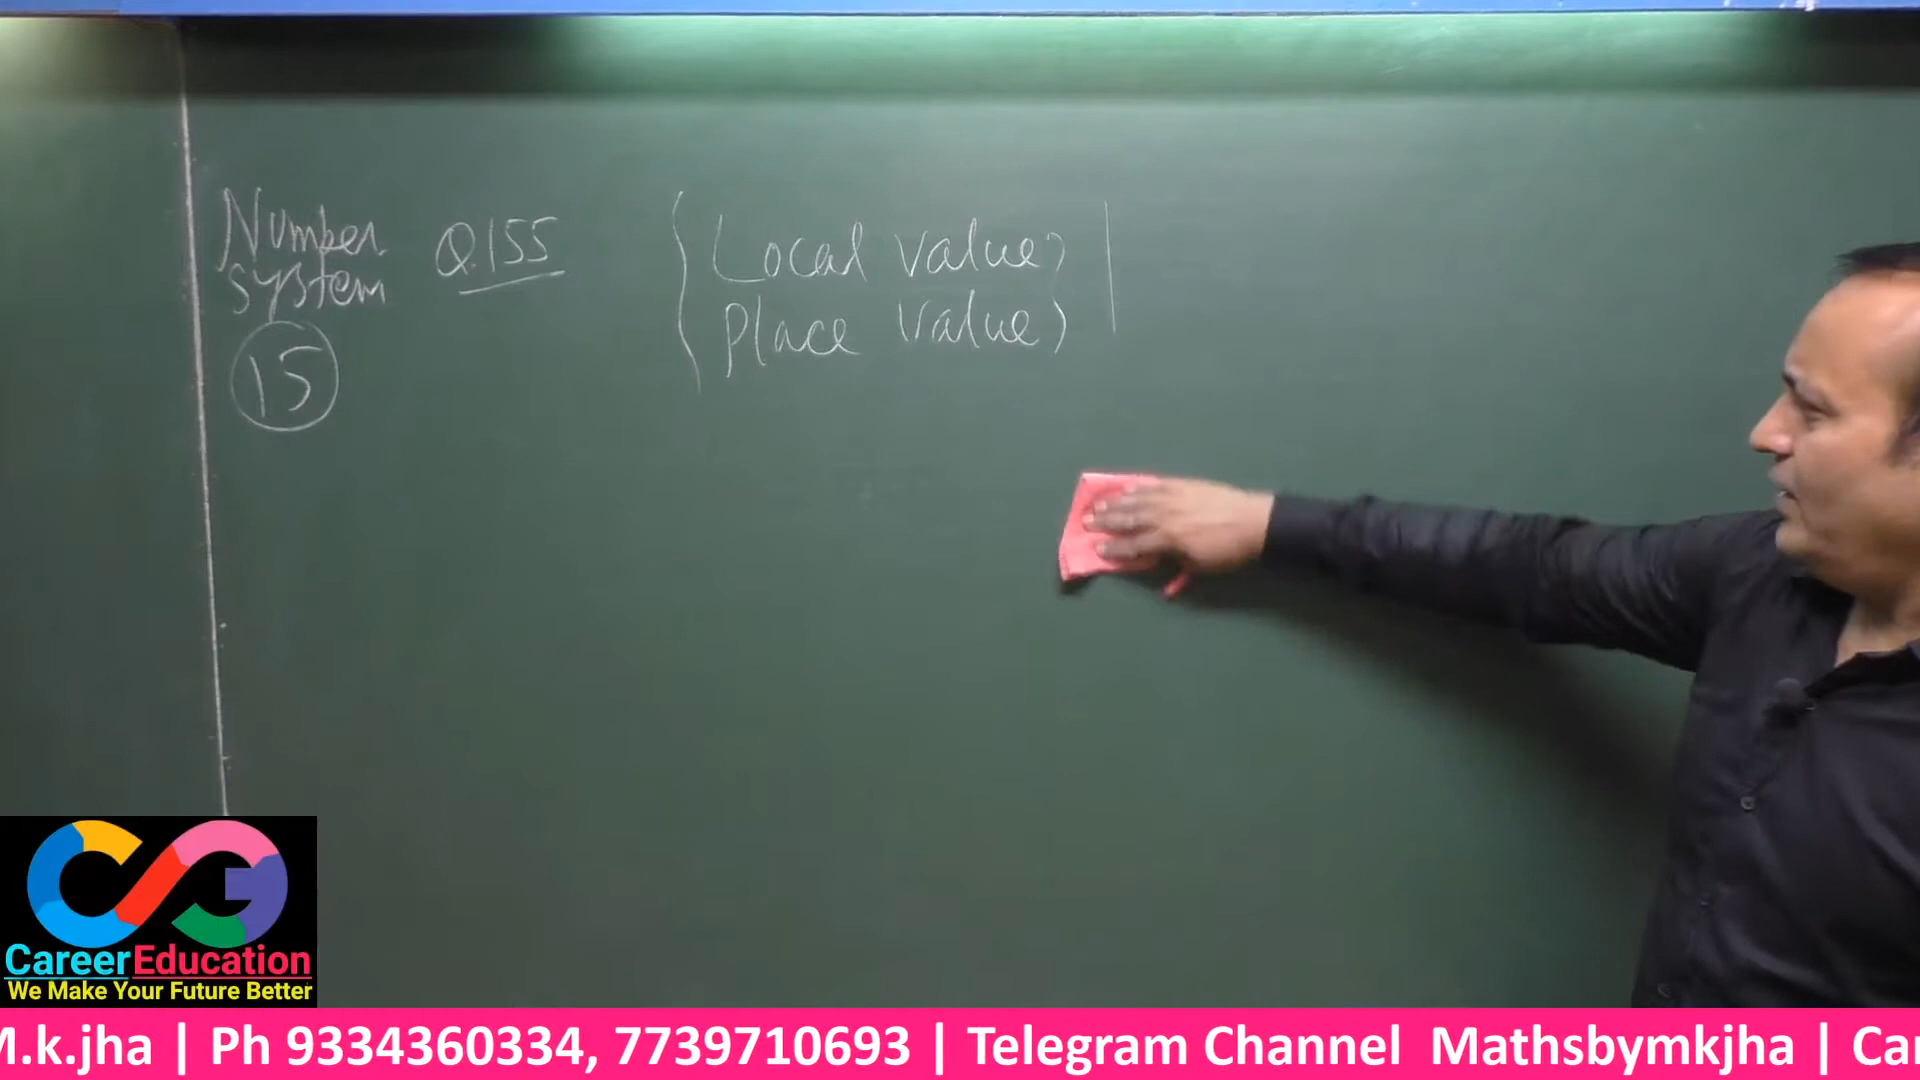 Number
system
15
Q.155
Local value
Place value
CareerEducation
We Make Your Future Better
M.k.jha | Ph 9334360334, 7739710693 | Telegram Channel Mathsbymkjha | Car